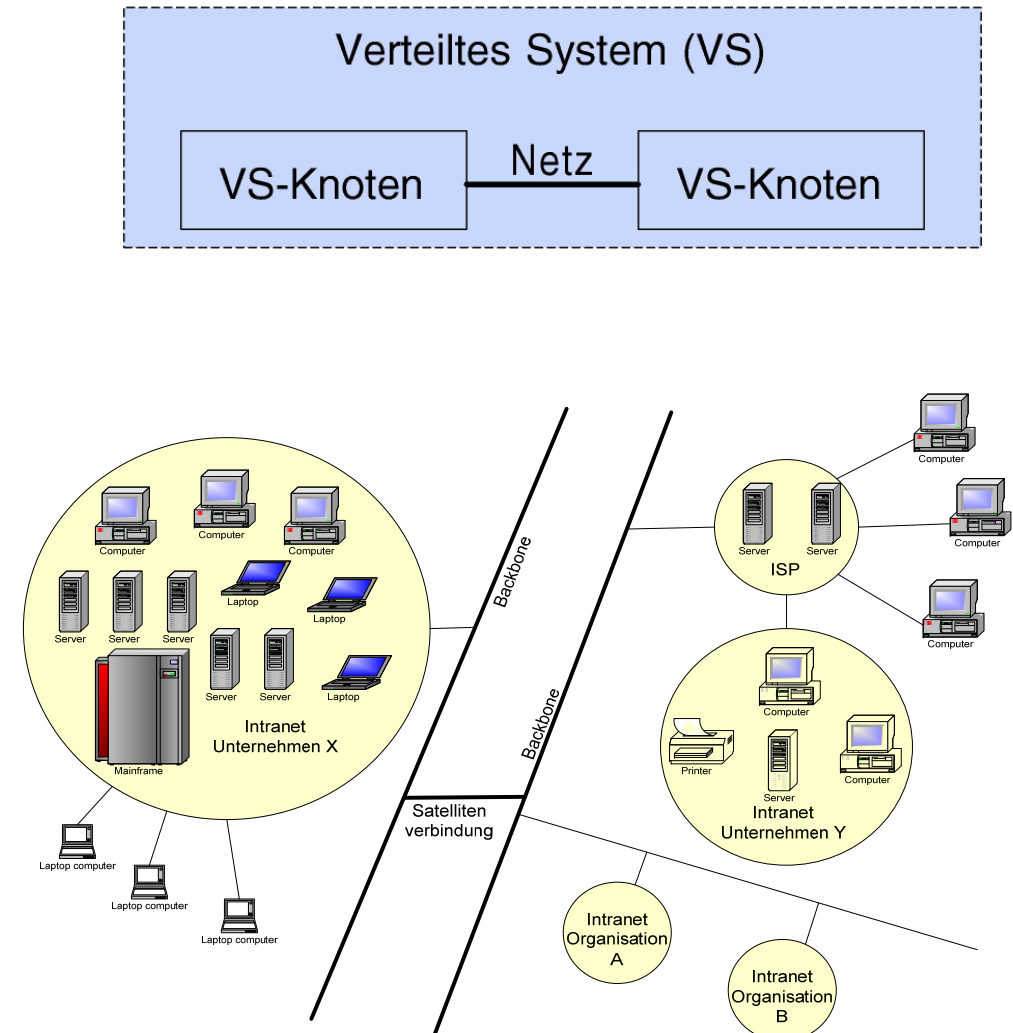 Verteiltes System (VS)
VS-Knoten
Netz
VS-Knoten
Computer
Computer
Computer
Laptop
Laptop
Server
Server
Server
Server
Server
Laptop
Intranet
Unternehmen X
Mainframe
Laptop computer
Laptop computer
Laptop computer
Backbone
Backbone
Satelliten
verbindung
Computer
Computer
Computer
Server
Server
ISP
Computer
Printer
Computer
Server
Intranet
Unternehmen Y
Intranet
Organisation
A
Intranet
Organisation
B